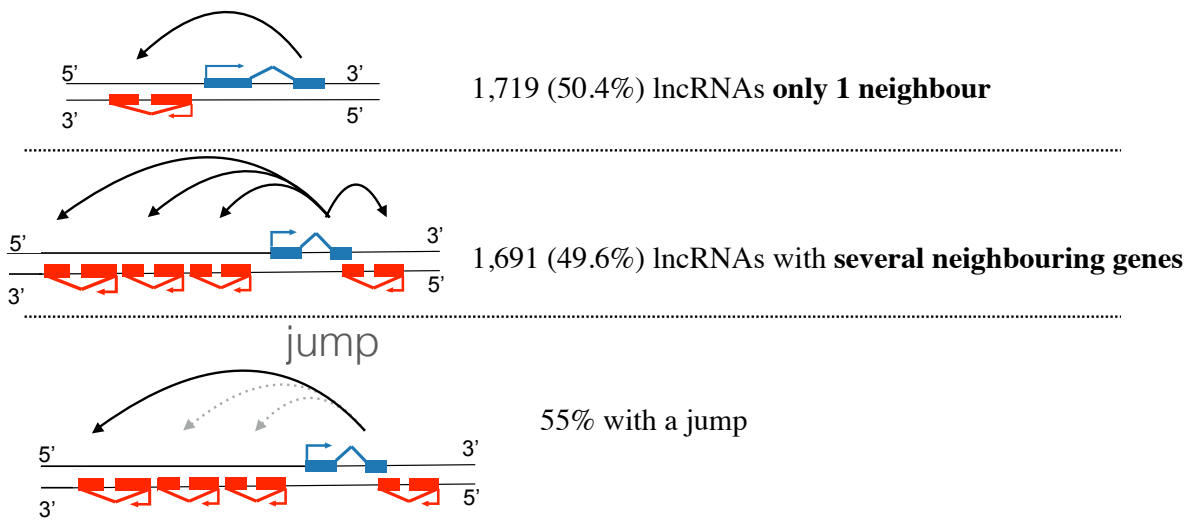 5’ 3’
1,719 (50.4%) lncRNAs only 1 neighbour
3’ 5’
5’ 3’
1,691 (49.6%) lncRNAs with several neighbouring genes
3’ 5’
jump
55% with a jump
5’ 3’
3’ 5’